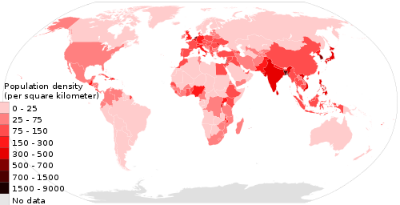 Population density
(per square kilometer)
0 - 25
25 - 75
75 - 150
150 - 300
300 - 500
500 - 700
700 - 1500
1500 - 9000
No data